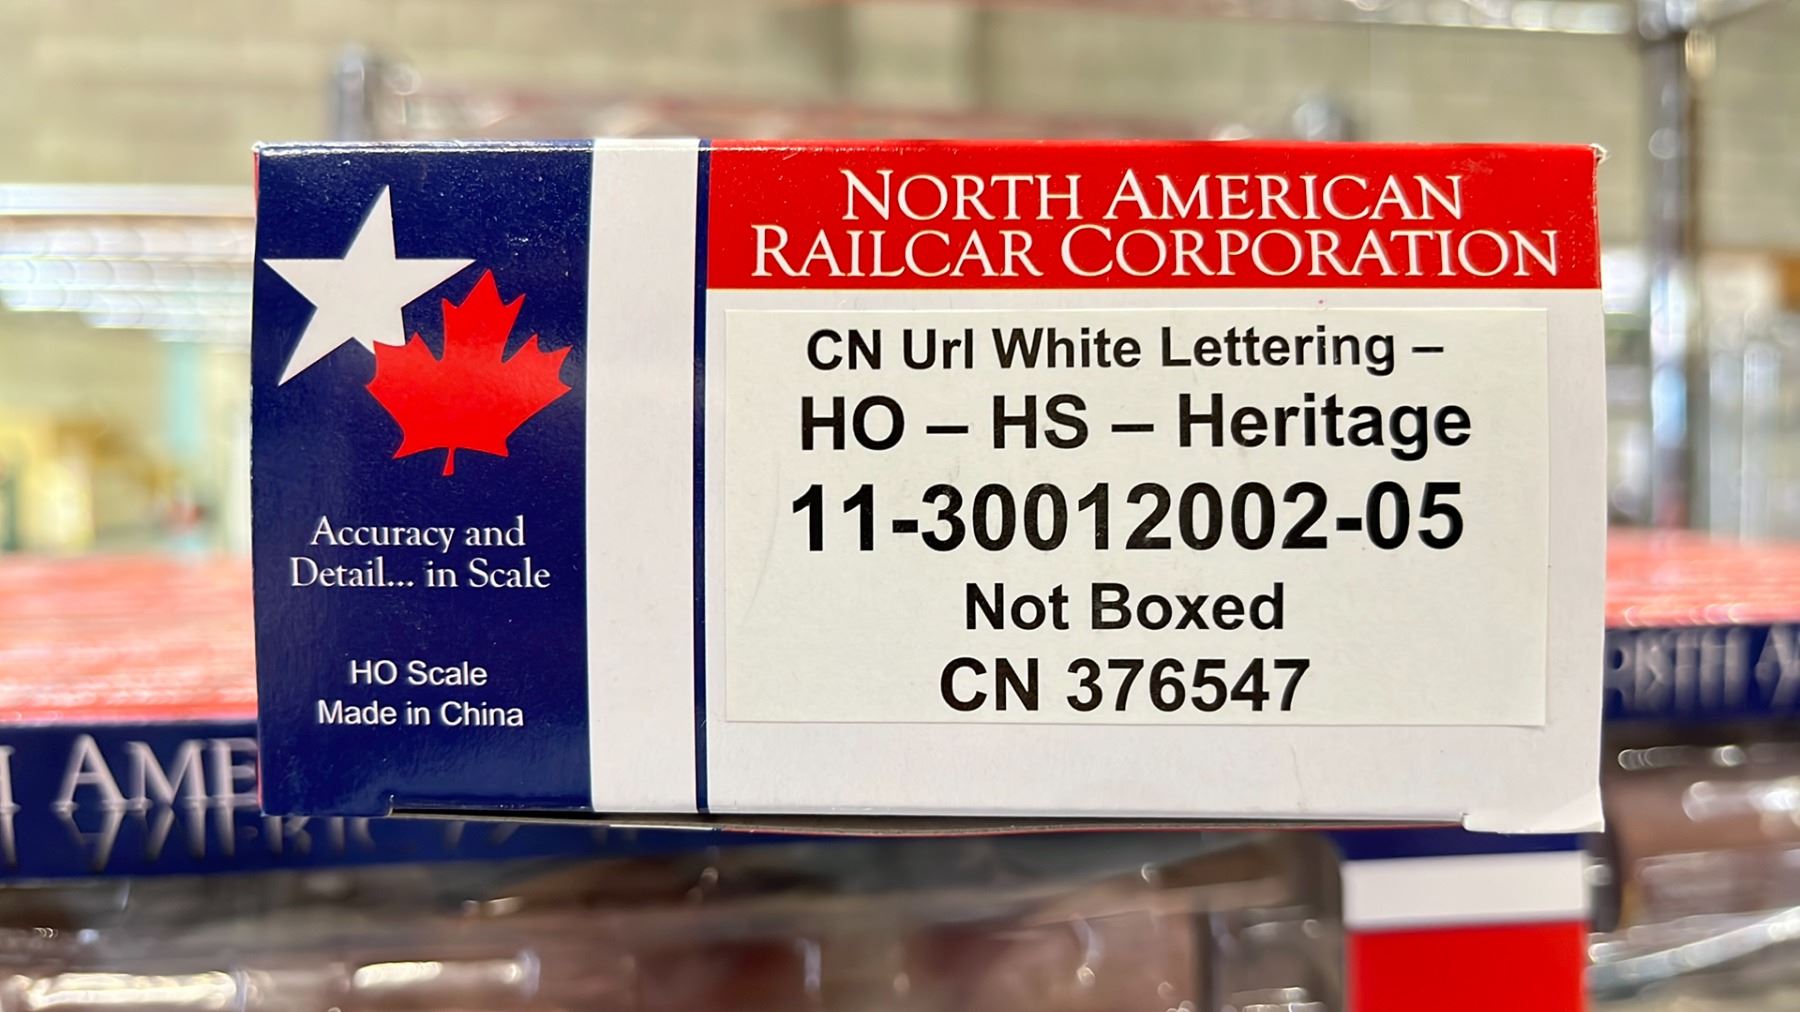 NORTH AMERICAN
RAILCAR CORPORATION
CN Url White Lettering –
HO – HS – Heritage
11-30012002-05
Not Boxed
CN 376547
Accuracy and
Detail... in Scale
HO Scale
Made in China